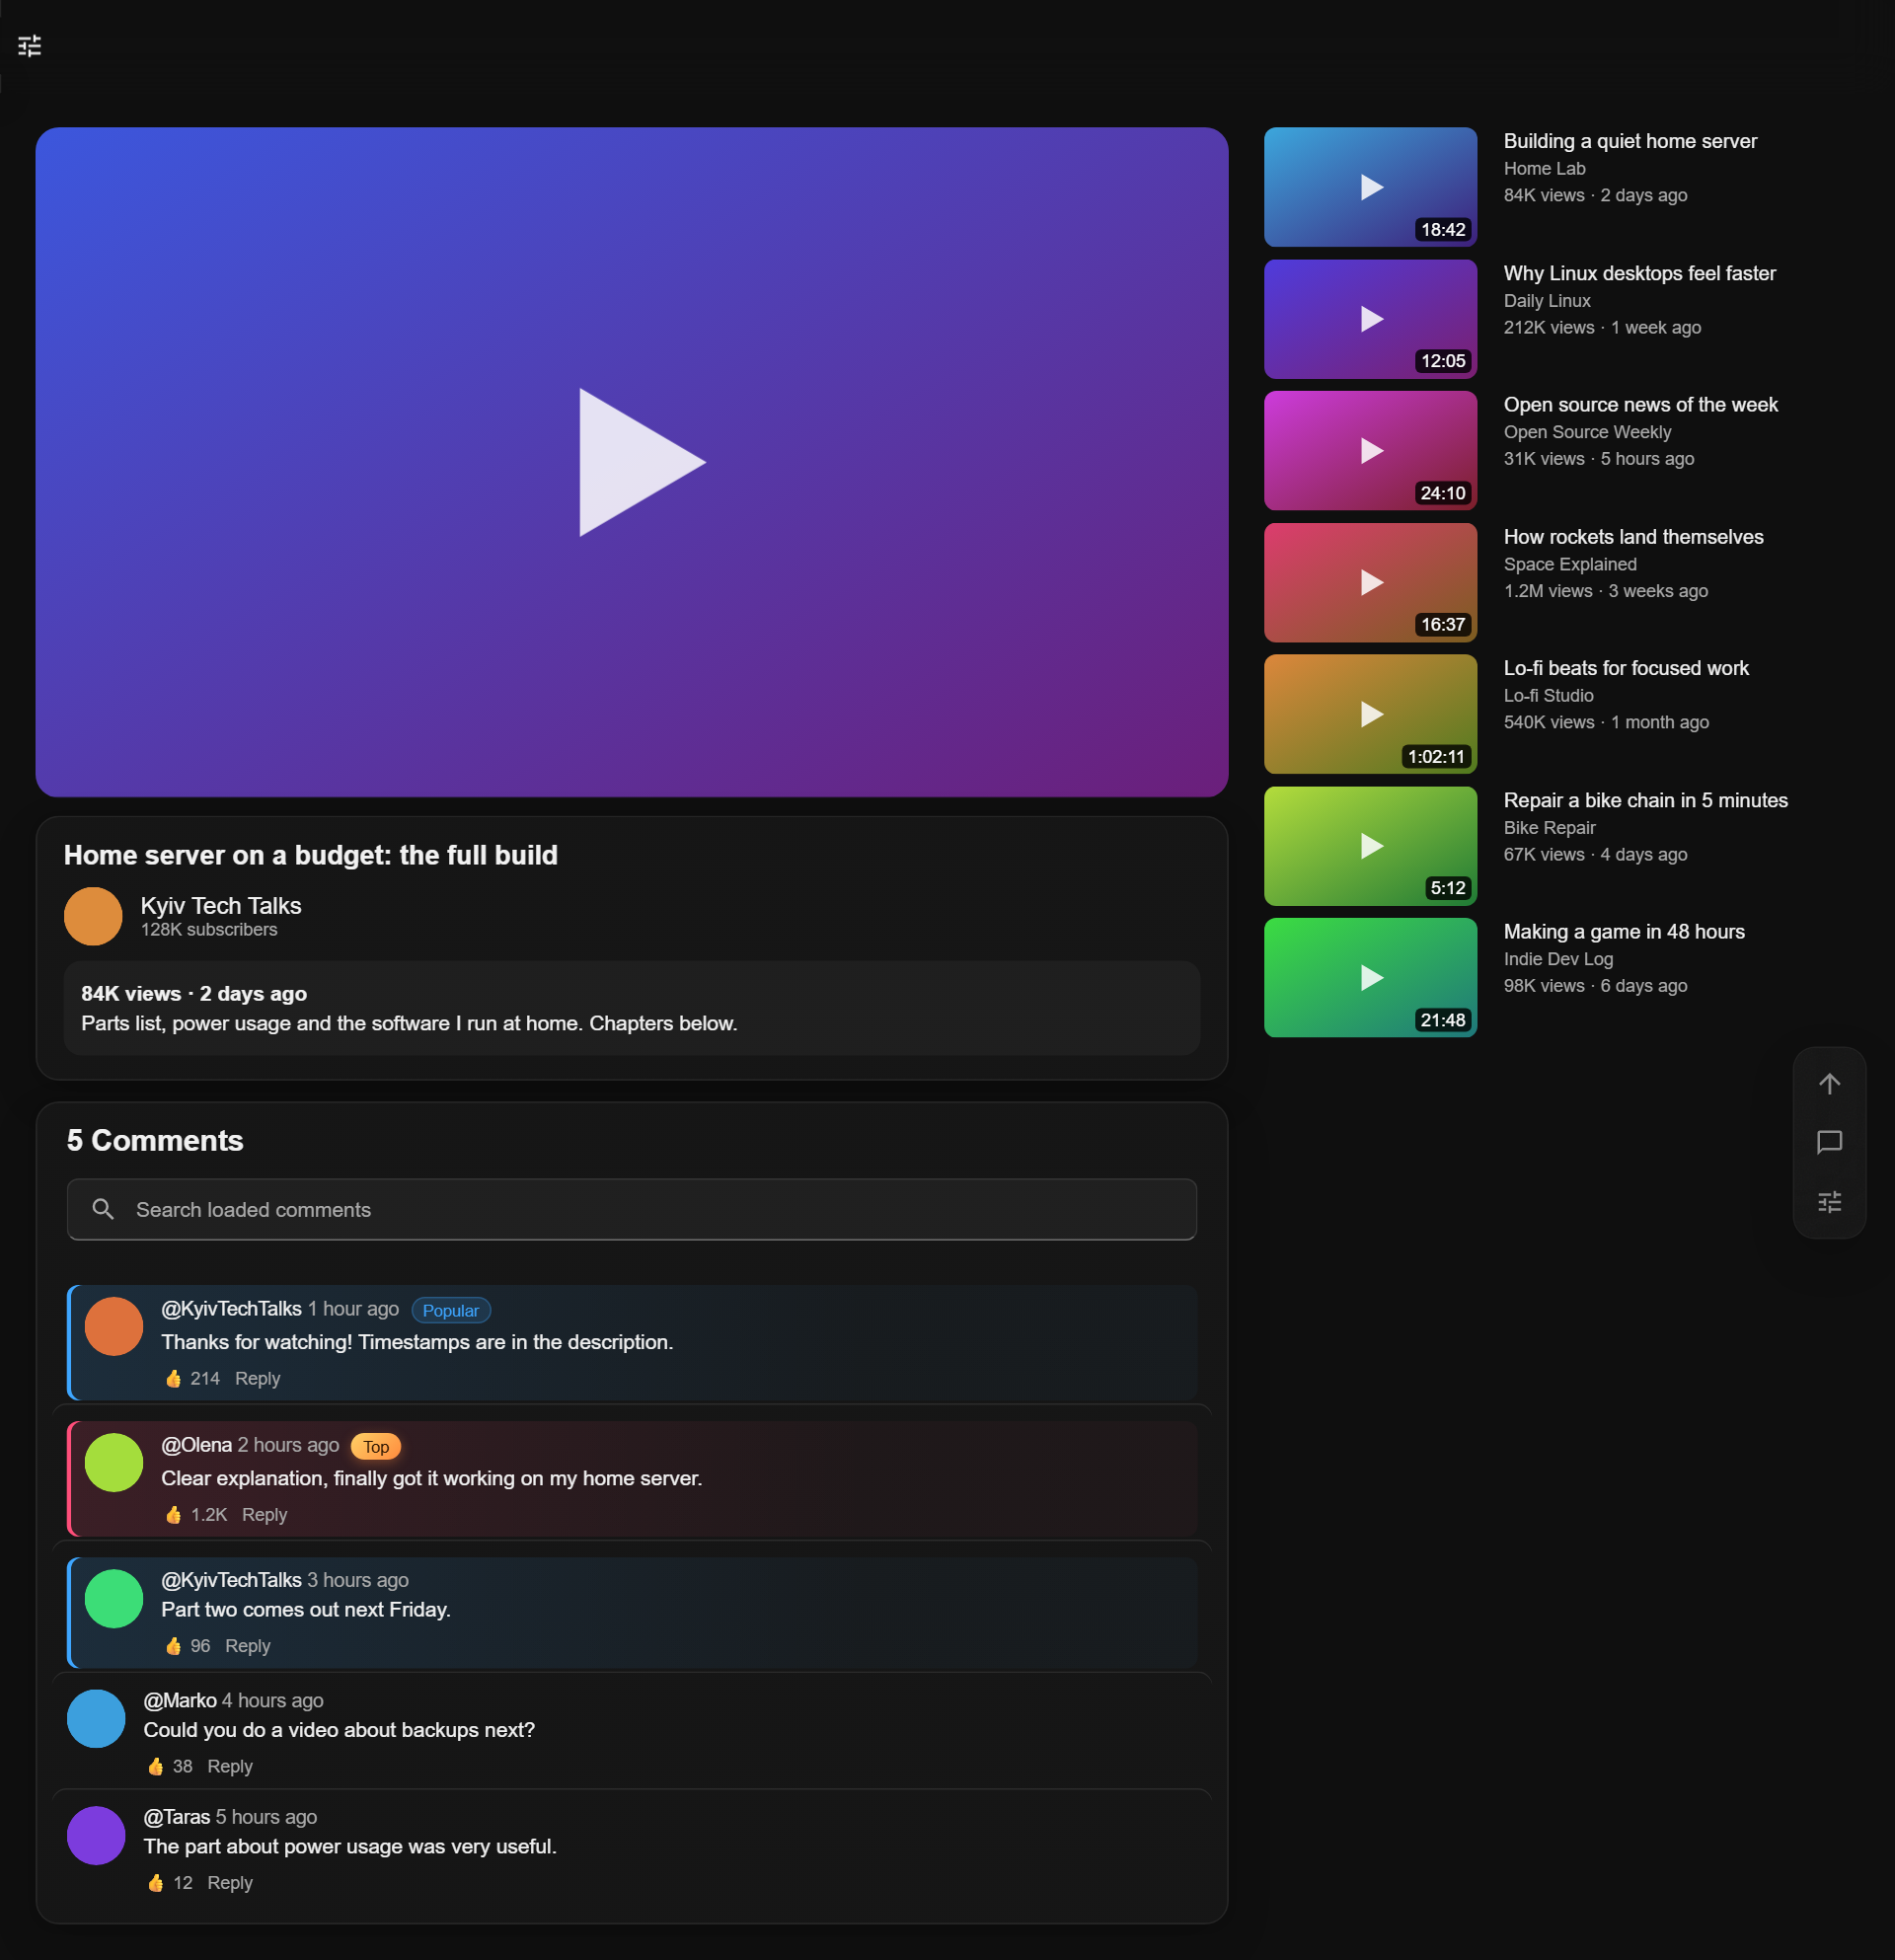 18:42
Building a quiet home server
Home Lab
84K views · 2 days ago
12:05
Why Linux desktops feel faster
Daily Linux
212K views · 1 week ago
24:10
Open source news of the week
Open Source Weekly
31K views · 5 hours ago
16:37
How rockets land themselves
Space Explained
1.2M views · 3 weeks ago
1:02:11
Lo-fi beats for focused work
Lo-fi Studio
540K views · 1 month ago
5:12
Repair a bike chain in 5 minutes
Bike Repair
67K views · 4 days ago
21:48
Making a game in 48 hours
Indie Dev Log
98K views · 6 days ago
Home server on a budget: the full build
Kyiv Tech Talks
128K subscribers
84K views · 2 days ago
Parts list, power usage and the software I run at home. Chapters below.
5 Comments
Search loaded comments
@KyivTechTalks 1 hour ago Popular
Thanks for watching! Timestamps are in the description.
👍 214 Reply
@Olena 2 hours ago Top
Clear explanation, finally got it working on my home server.
👍 1.2K Reply
@KyivTechTalks 3 hours ago
Part two comes out next Friday.
👍 96 Reply
@Marko 4 hours ago
Could you do a video about backups next?
👍 38 Reply
@Taras 5 hours ago
The part about power usage was very useful.
👍 12 Reply